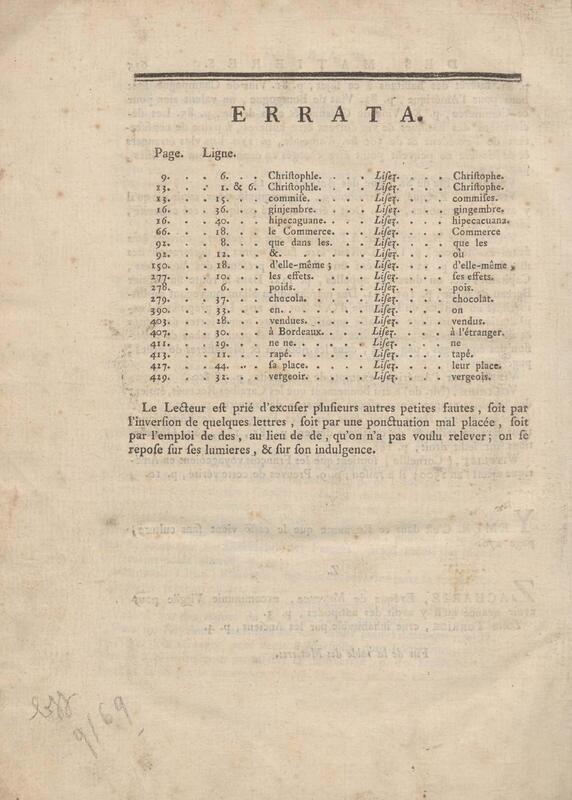 ERRATA.
Page. Ligne.
9. . . 6. . . Chriſtophle. . . . Liſez. . . . Chriſtophe.
23. . . 1. & 6. Chriſtophle. . . . Liſez. . . . Chriſtophe.
23. . . 15. . . commiſe. . . . Liſez. . . . commiſes.
16. . . 36. . . ginjembre. . . . Liſez. . . . gingembre.
16. . . 40. . . hipecaguane. . . . Liſez. . . . hipecacuana.
66. . . 18. . . le Commerce. . . . Liſez. . . . Commerce
92. . . 8. . . que dans les. . . . Liſez. . . . que les
92. . . 12. . . &. . . . . Liſez. . . . où
150. . . 18. . . d'elle-même ; . . . Liſez. . . . d'elle-même ,
277. . . 10. . . les effets. . . . Liſez. . . . ſes effets.
278. . . 6. . . poids. . . . Liſez. . . . pois.
279. . . 37. . . chocola. . . . . Liſez. . . . chocolat.
390. . . 33. . . en. . . . . Liſez. . . . on
403. . . 28. . . vendues. . . . . Liſez. . . . vendus.
407. . . 30. . . à Bordeaux. . . . Liſez. . . . à l'étranger.
411. . . 29. . . ne ne. . . . . Liſez. . . . ne
413. . . 11. . . rapé. . . . . Liſez. . . . tapé.
427. . . 44. . . ſa place. . . . . Liſez. . . . leur place.
429. . . 32. . . vergeoir. . . . . Liſez. . . . vergeois.
Le Lecteur eſt prié d'excuſer pluſieurs autres petites fautes, ſoit par
l'inverſion de quelques lettres , ſoit par une ponctuation mal placée , ſoit
par l'emploi de des , au lieu de de , qu'on n'a pas voulu relever ; on ſe
repoſe ſur ſes lumieres , & ſur ſon indulgence.